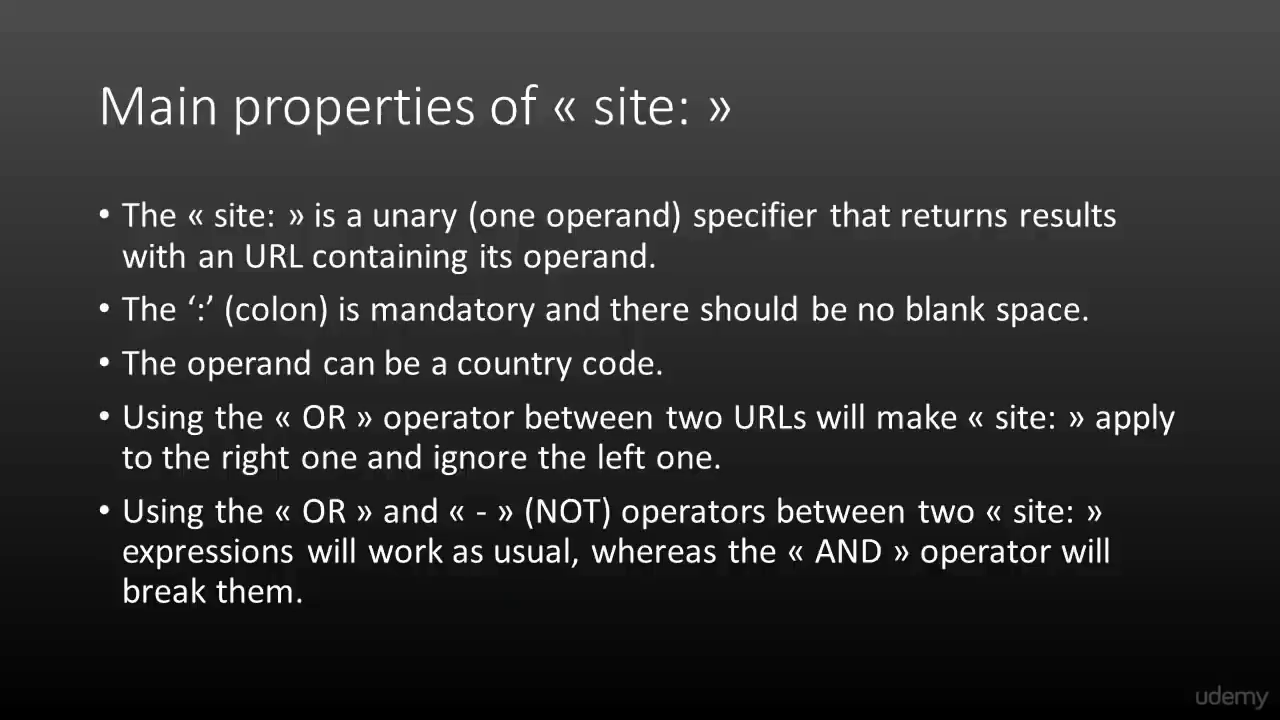 Main properties of « site: »
• The « site: » is a unary (one operand) specifier that returns results
with an URL containing its operand.
• The ‘:’ (colon) is mandatory and there should be no blank space.
• The operand can be a country code.
• Using the « OR » operator between two URLs will make « site: » apply
to the right one and ignore the left one.
• Using the « OR » and « - » (NOT) operators between two « site: »
expressions will work as usual, whereas the « AND » operator will
break them.
udemy